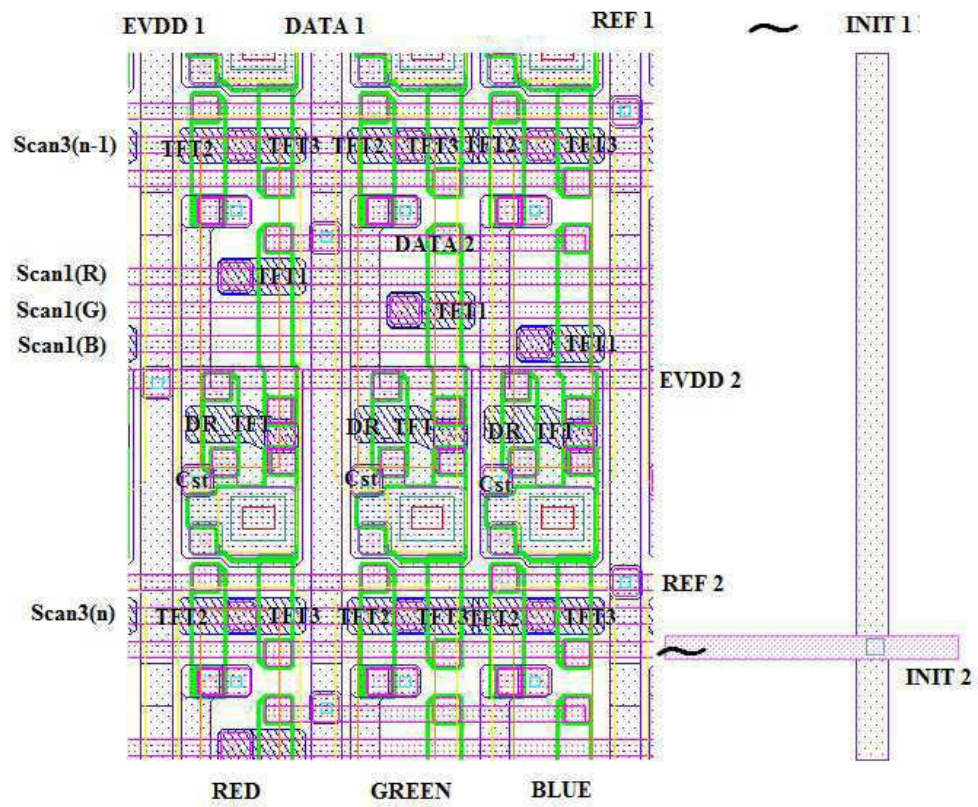 EVDD 1 DATA 1 REF 1 INIT 1
Scan3(n-1) TFT2 TFT3 TFT2 TFT3 TFT2 TFT3
DATA 2
Scan1(R) TFT1
Scan1(G) TFT1
Scan1(B) TFT1
EVDD 2
DR_TFT DR_TFT DR_TFT
Cst Cst Cst
REF 2
Scan3(n) TFT2 TFT3 TFT2 TFT3 TFT2 TFT3
INIT 2
RED GREEN BLUE